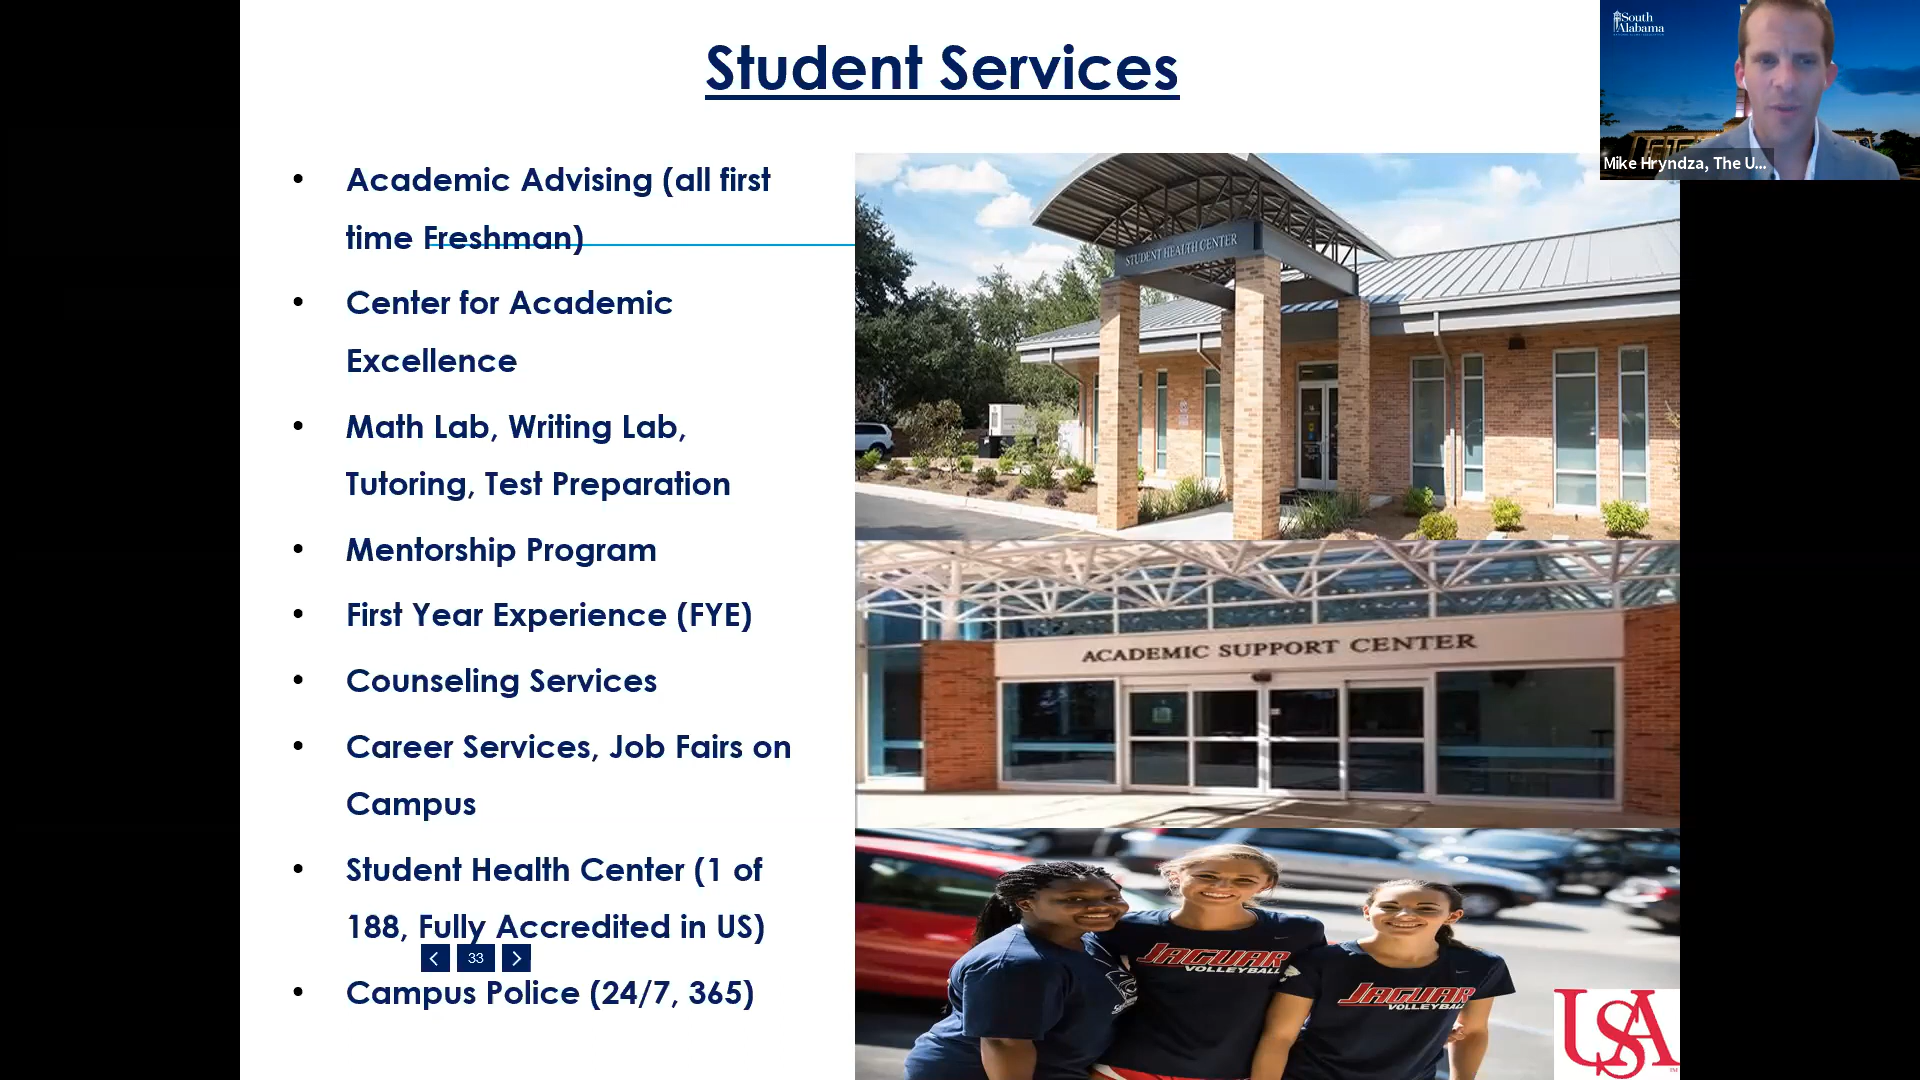 Student Services
South
Alabama
Mike Hryndza, The U...
• Academic Advising (all first
time Freshman)
• Center for Academic
Excellence
• Math Lab, Writing Lab,
Tutoring, Test Preparation
• Mentorship Program
• First Year Experience (FYE)
• Counseling Services
• Career Services, Job Fairs on
Campus
• Student Health Center (1 of
188, Fully Accredited in US)
33
• Campus Police (24/7, 365)
STUDENT HEALTH CENTER
ACADEMIC SUPPORT CENTER
JAGUAR
VOLLEYBALL
JAGUAR
VOLLEYBALL
USA
TM